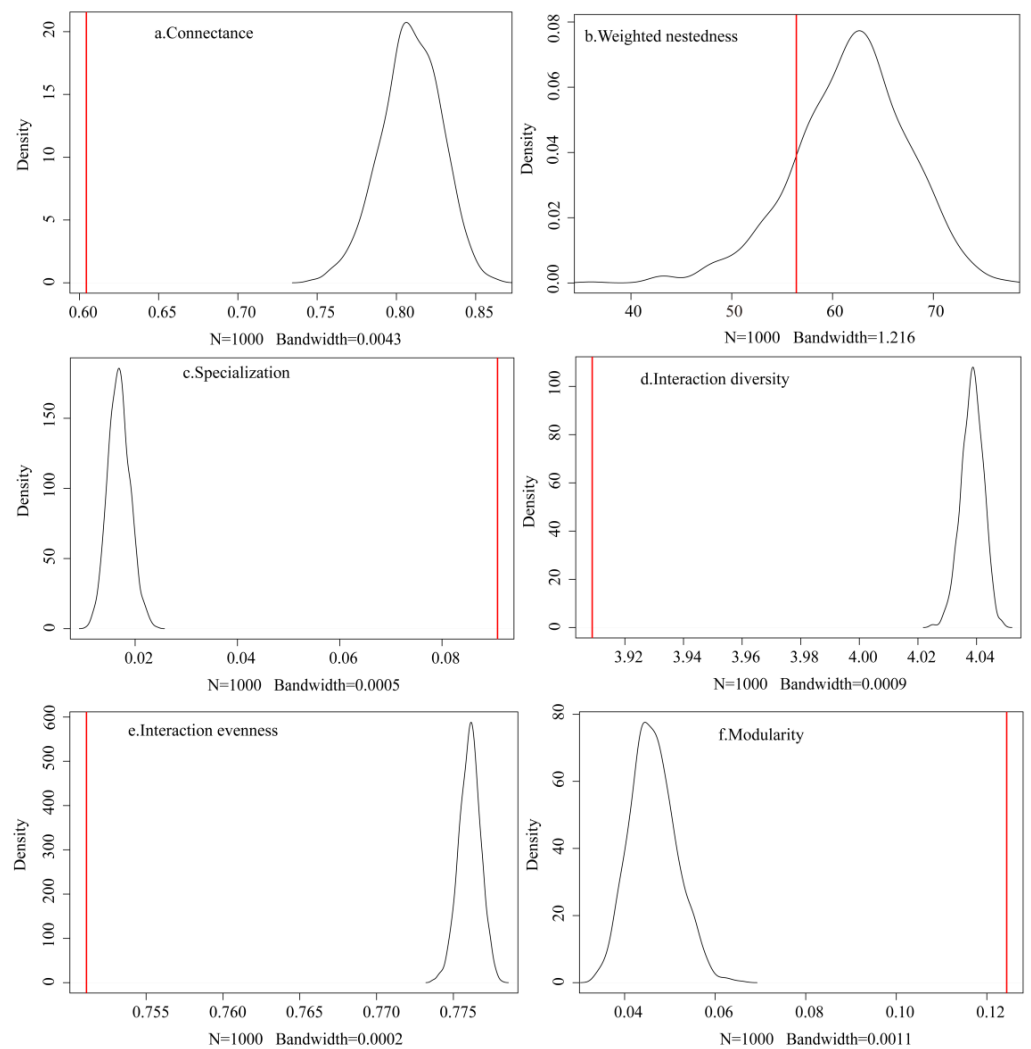 a.Connectance
Density
20
15
10
5
0
0.60 0.65 0.70 0.75 0.80 0.85
N=1000 Bandwidth=0.0043
b.Weighted nestedness
Density
0.08
0.06
0.04
0.02
0.00
40 50 60 70
N=1000 Bandwidth=1.216
c.Specialization
Density
150
100
50
0
0.02 0.04 0.06 0.08
N=1000 Bandwidth=0.0005
d.Interaction diversity
Density
100
80
60
40
20
0
3.92 3.94 3.96 3.98 4.00 4.02 4.04
N=1000 Bandwidth=0.0009
e.Interaction evenness
Density
600
500
400
300
200
100
0
0.755 0.760 0.765 0.770 0.775
N=1000 Bandwidth=0.0002
f.Modularity
Density
80
60
40
20
0
0.04 0.06 0.08 0.10 0.12
N=1000 Bandwidth=0.0011